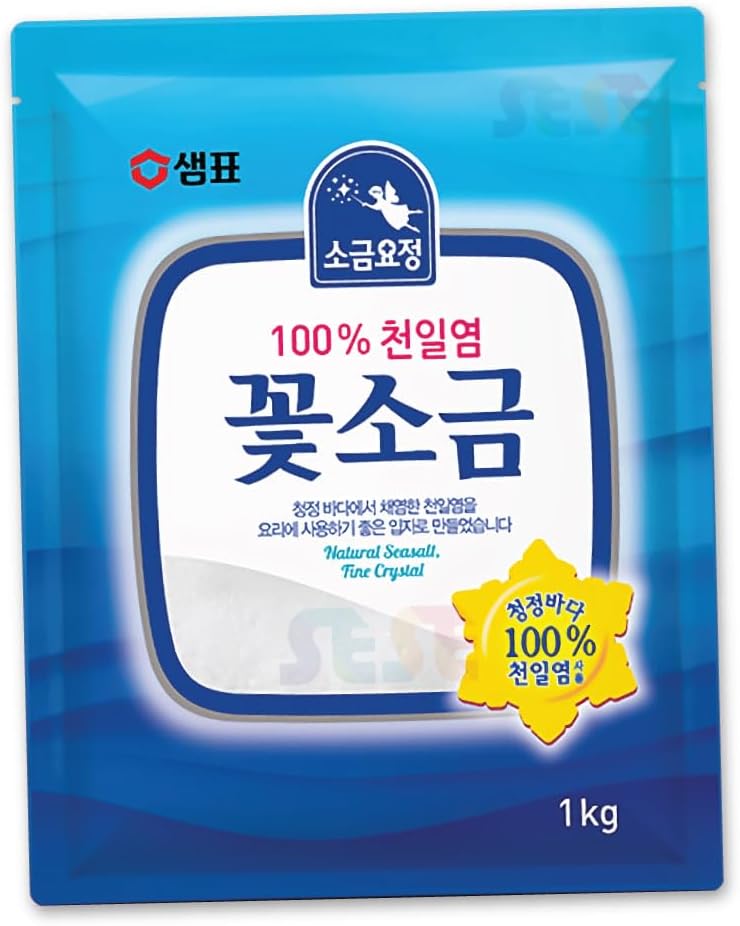 샘표
소금요정
100% 천일염
꽃소금
청정 바다에서 채염한 천일염을
요리에 사용하기 좋은 입자로 만들었습니다
Natural Seasalt,
Fine Crystal
청정바다
100%
천일염 사용
1kg